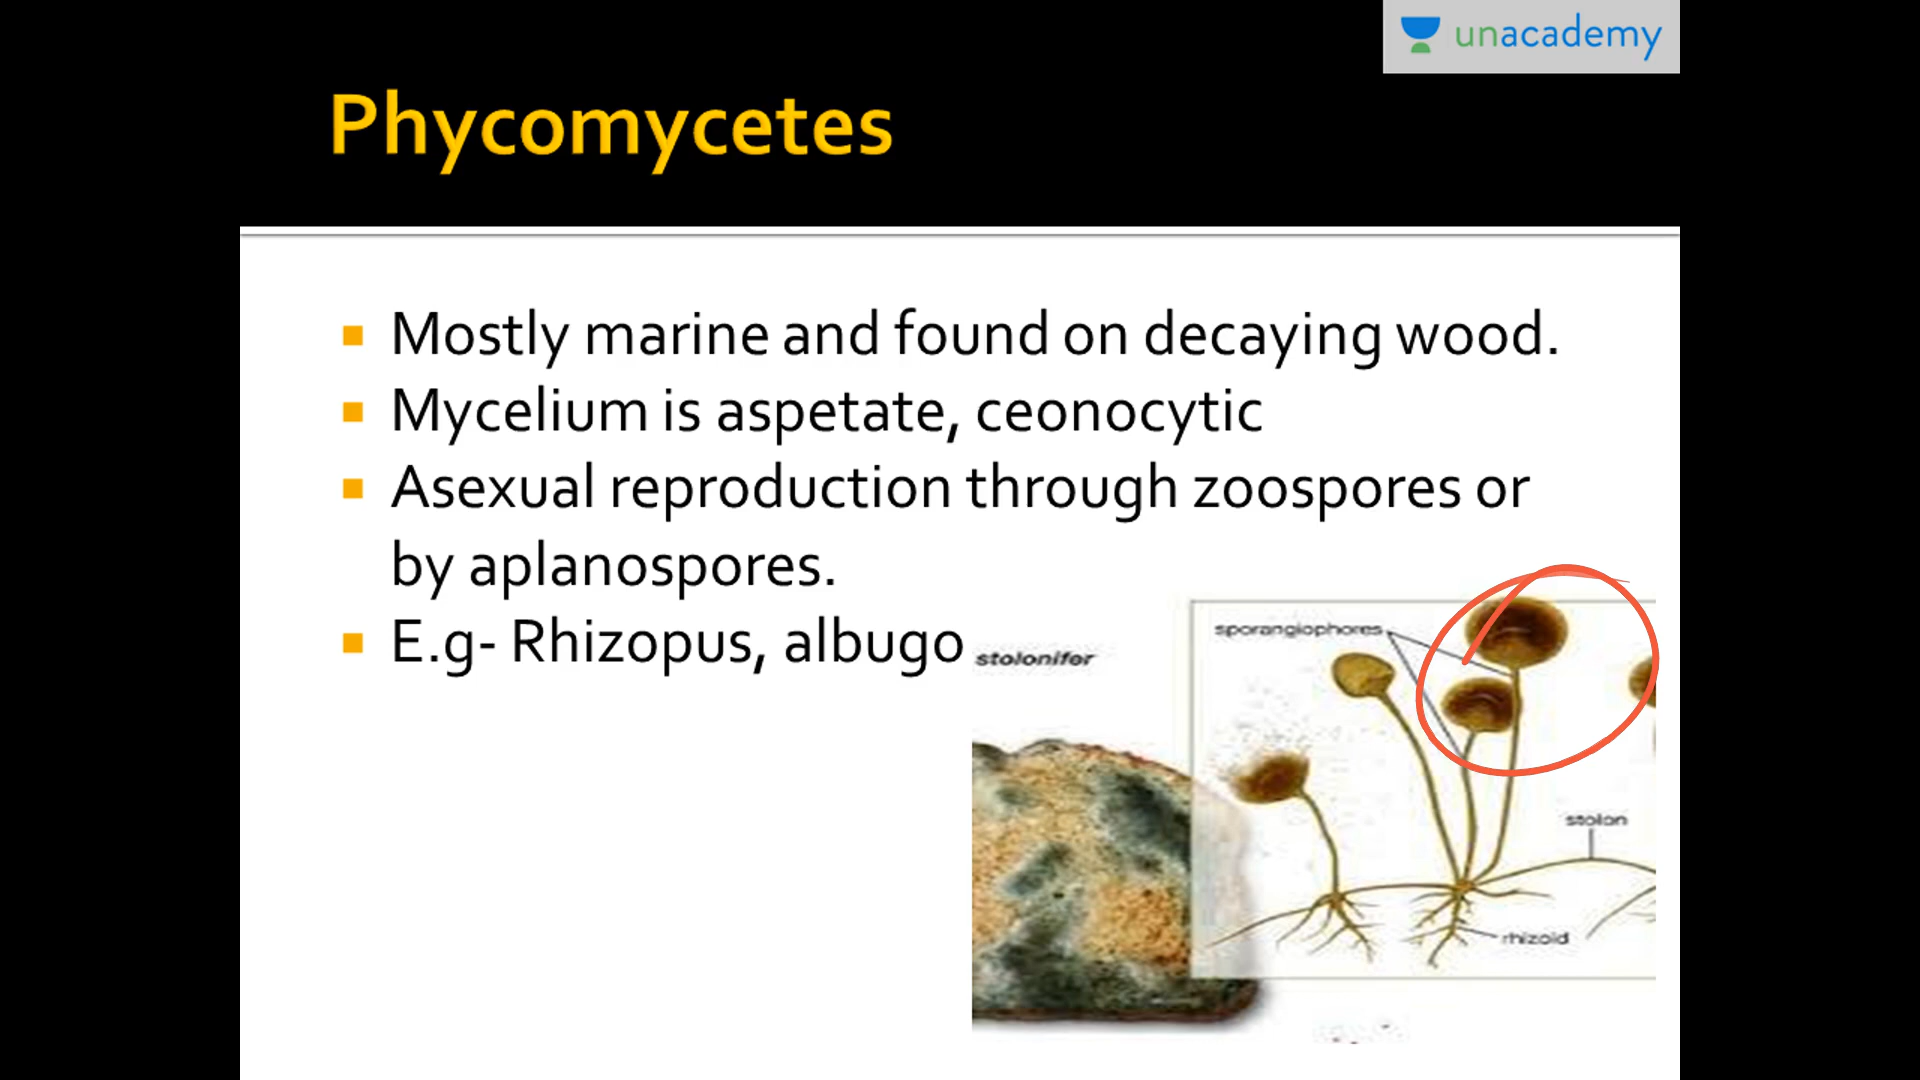 unacademy
Phycomycetes
Mostly marine and found on decaying wood.
Mycelium is aspetate, ceonocytic
Asexual reproduction through zoospores or
by aplanospores.
E.g- Rhizopus, albugo
stolonifer
sporangiophores
stolon
rhizoid